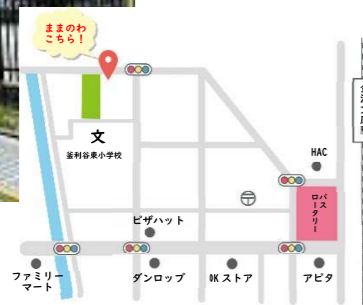 ままのわ
こちら！
文
釜利谷東小学校
HAC
バス
ロータリー
ピザハット
ファミリー
マート
ダンロップ
OK ストア
アピタ